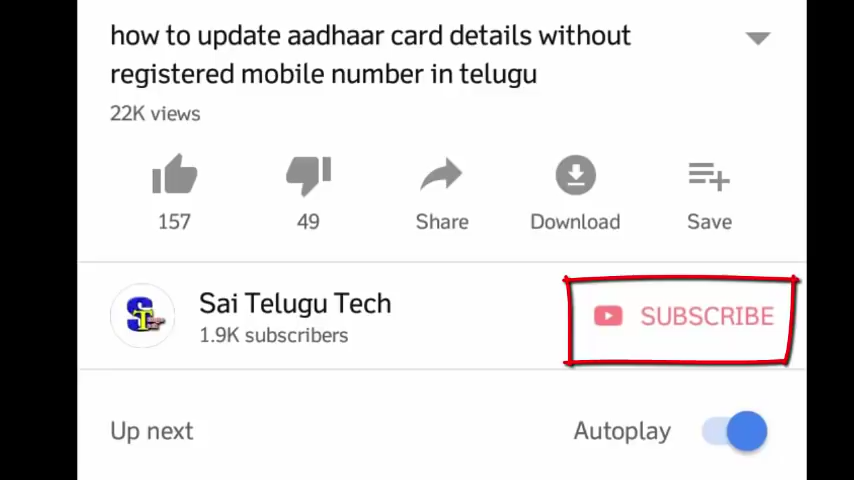 how to update aadhaar card details without
registered mobile number in telugu
22K views
157
49
Share
Download
Save
ST
Sai Telugu Tech
1.9K subscribers
SUBSCRIBE
Up next
Autoplay